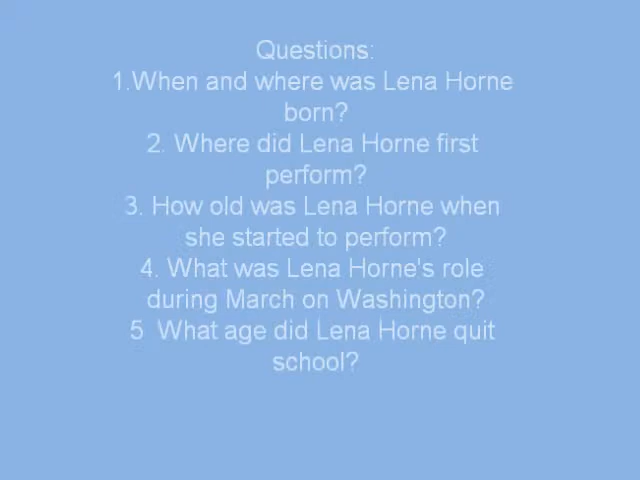 Questions:
1.When and where was Lena Horne
born?
2. Where did Lena Horne first
perform?
3. How old was Lena Horne when
she started to perform?
4. What was Lena Horne's role
during March on Washington?
5  What age did Lena Horne quit
school?